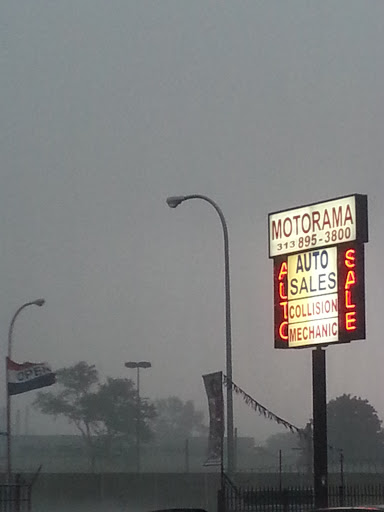 MOTORAMA
313 895-3800
AUTO
SALES
COLLISION
MECHANIC
AUTO
SALE
OPEN